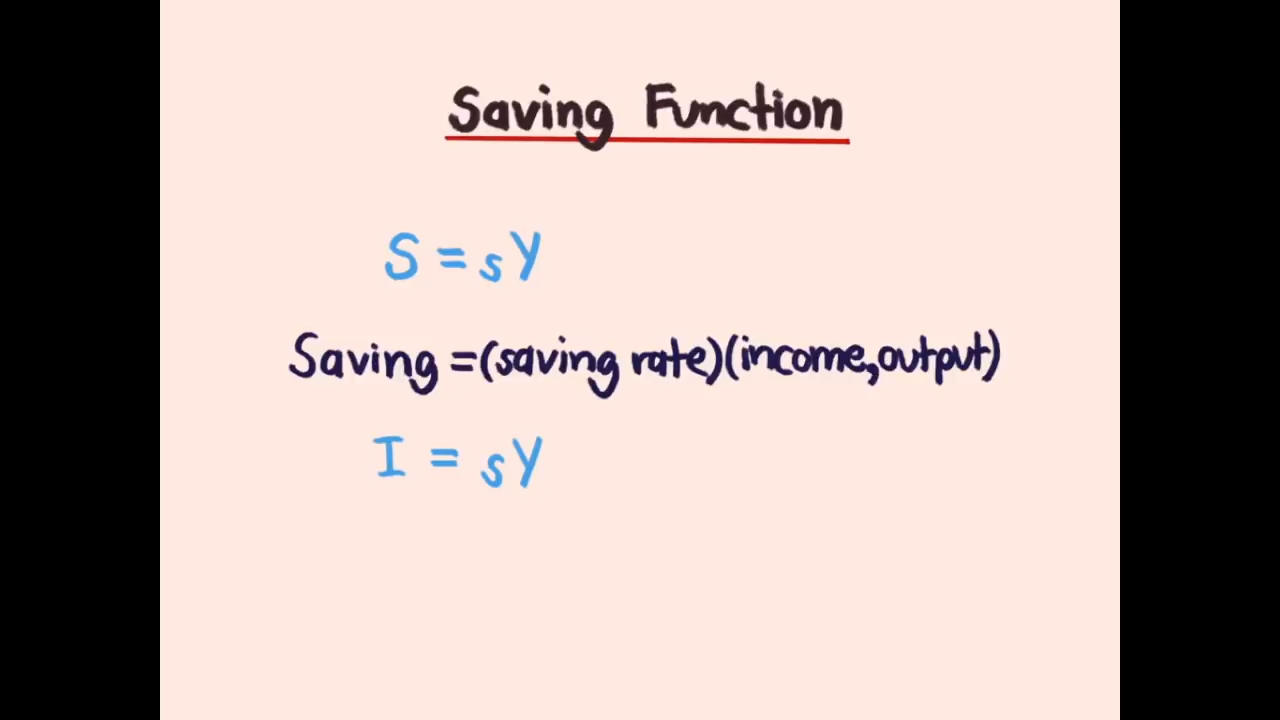 Saving Function
S = sY
Saving =(saving rate)(income,output)
I = sY